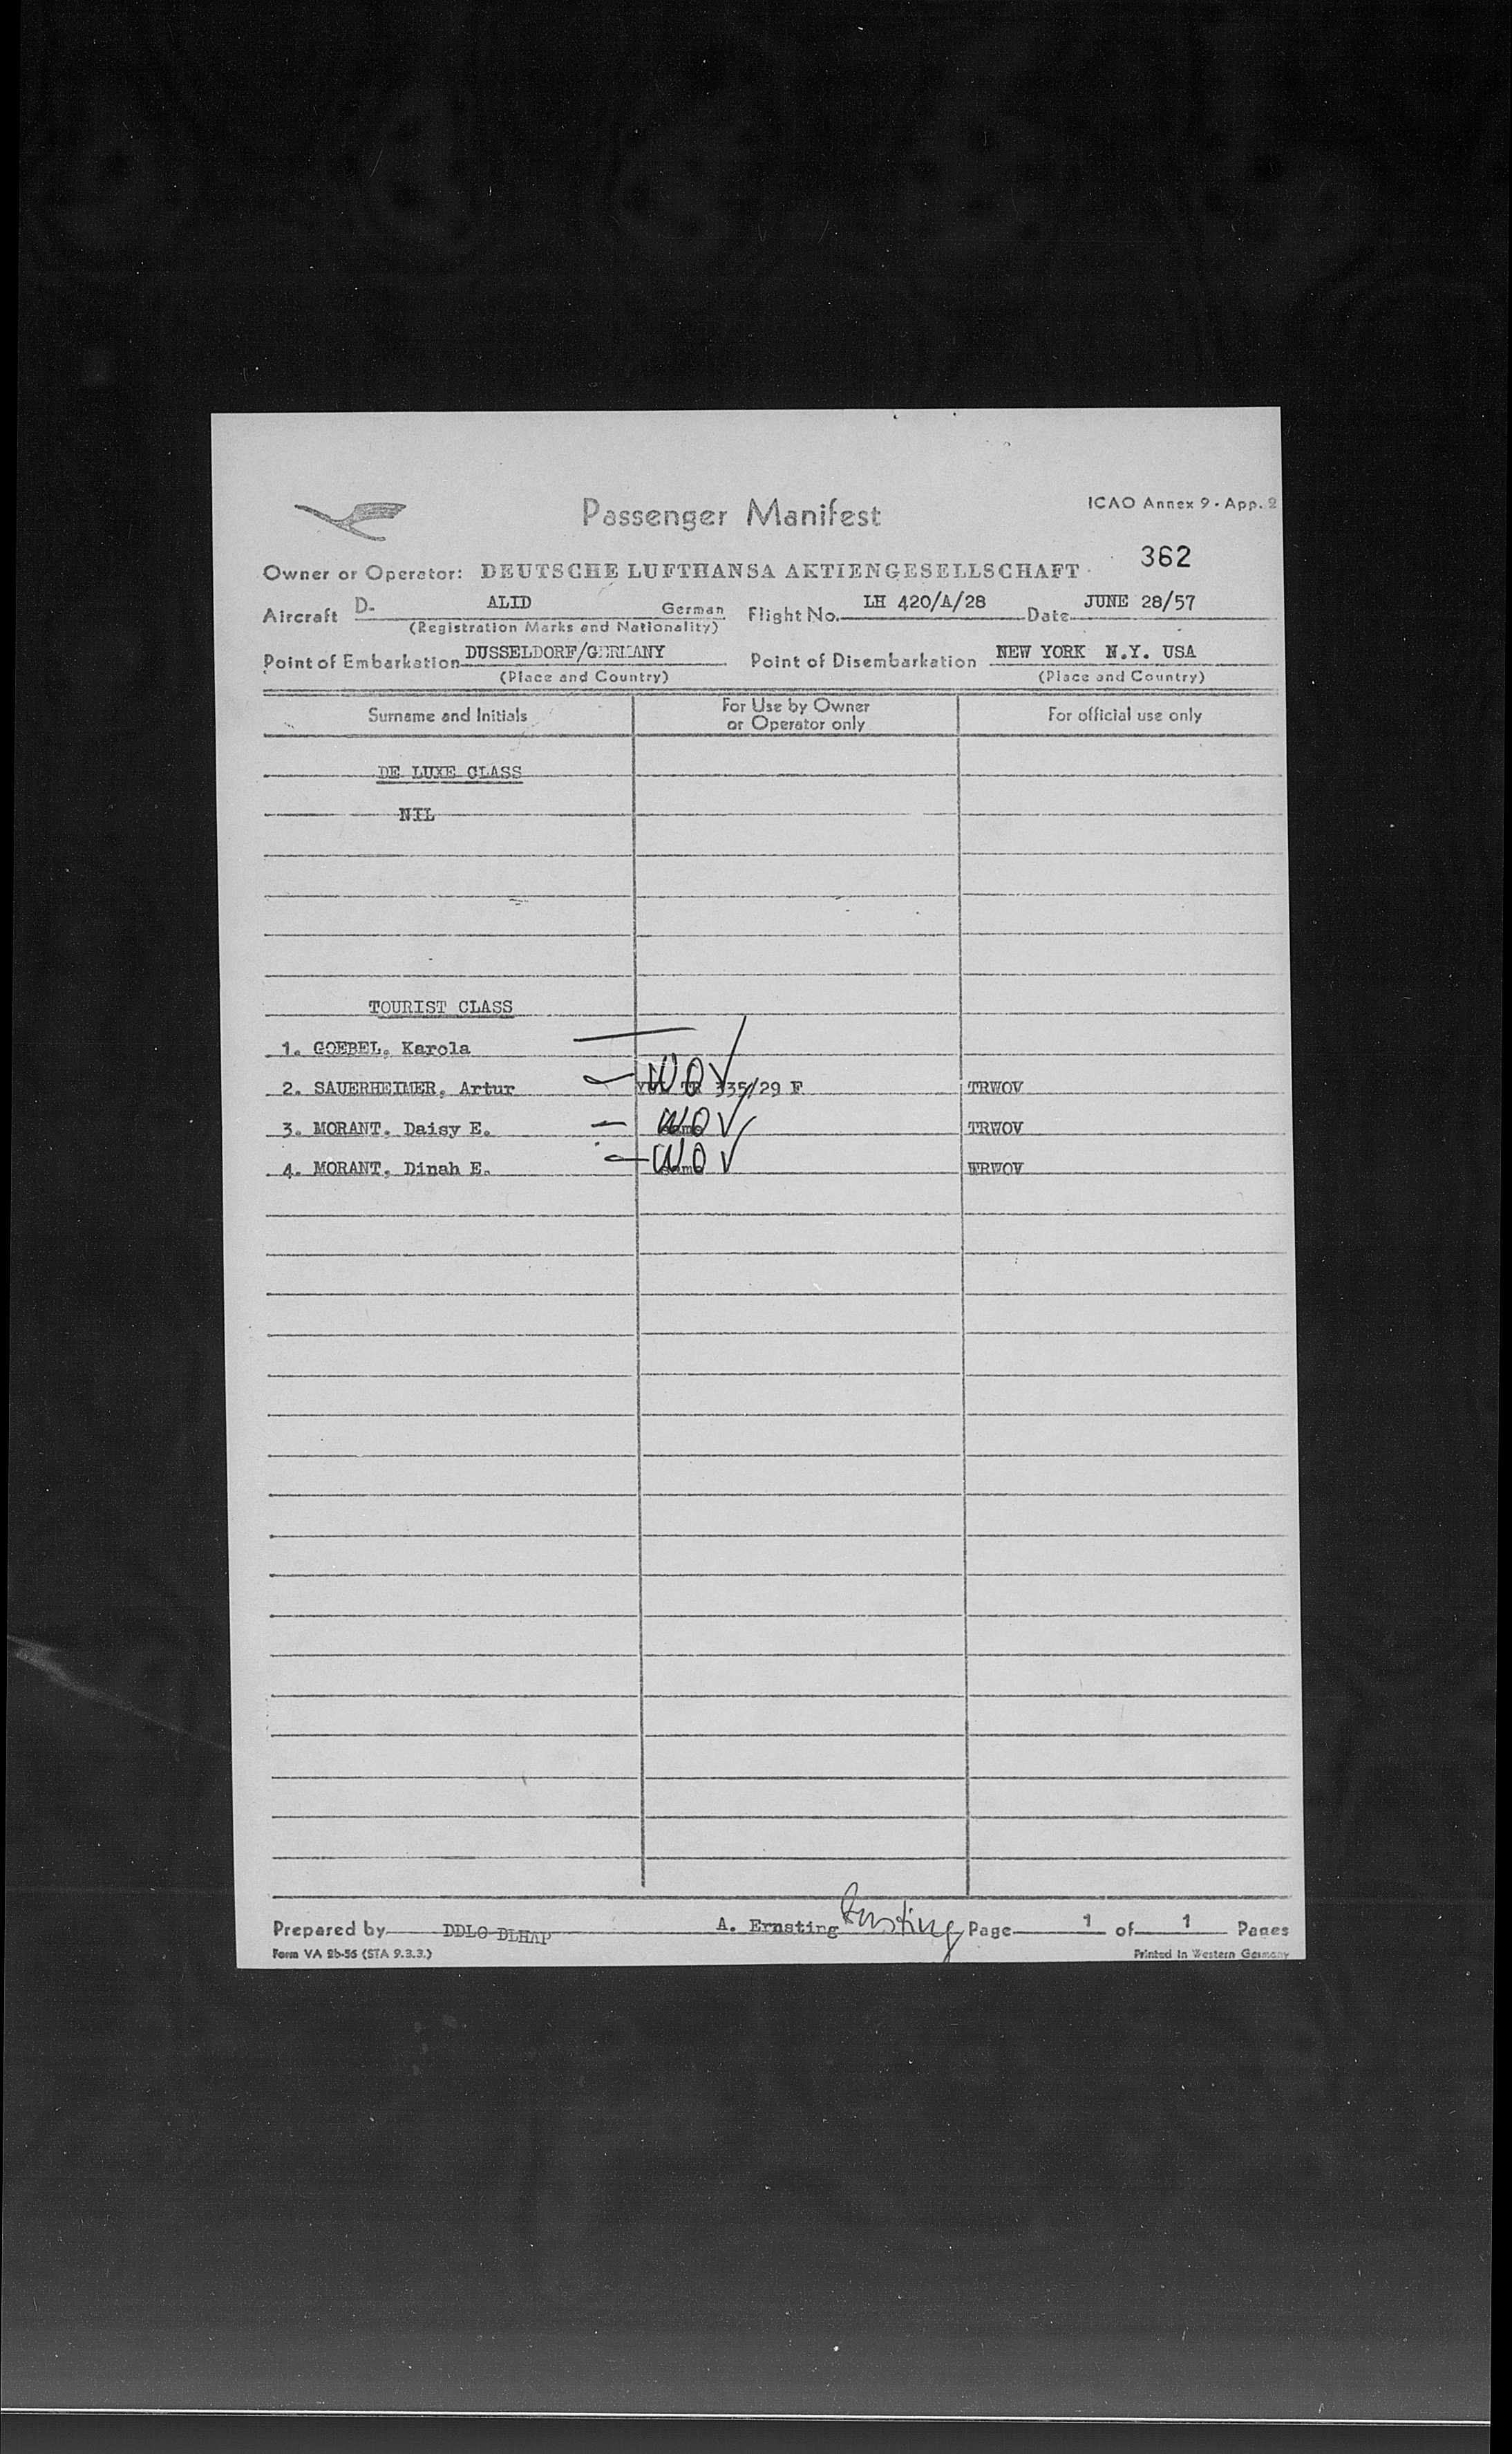 Passenger Manifest
ICAO Annex 9 - App. 2
362
Owner or Operator: DEUTSCHE LUFTHANSA AKTIENGESELLSCHAFT
Aircraft D- ALID German Flight No. LH 420/A/28 Date JUNE 28/57
(Registration Marks and Nationality)
Point of Embarkation DUSSELDORF/GERMANY Point of Disembarkation NEW YORK N.Y. USA
(Place and Country) (Place and Country)
Surname and Initials For Use by Owner or Operator only For official use only
DE LUXE CLASS
NIL
TOURIST CLASS
1. GOEBEL, Karola
2. SAUERHEIMER, Artur WOV TR 335/29 F TRWOV
3. MORANT, Daisy E. WOV same TRWOV
4. MORANT, Dinah E. WOV same TRWOV
Prepared by DDLO DLHAP A. Ernsting Ernsting Page 1 of 1 Pages
Form VA 2b-56 (STA 9.3.3.) Printed in Western Germany